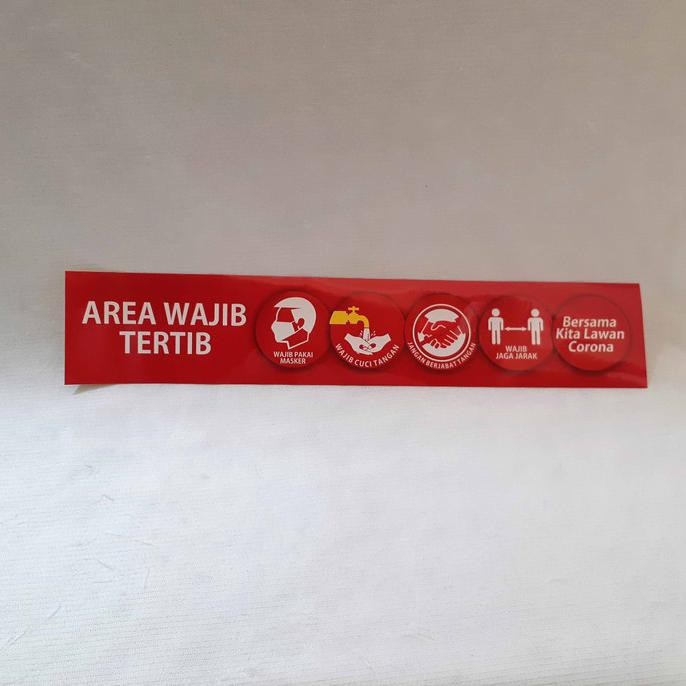 AREA WAJIB
TERTIB
WAJIB PAKAI
MASKER
WAJIB CUCI TANGAN
JANGAN BERJABAT TANGAN
WAJIB
JAGA JARAK
Bersama
Kita Lawan
Corona